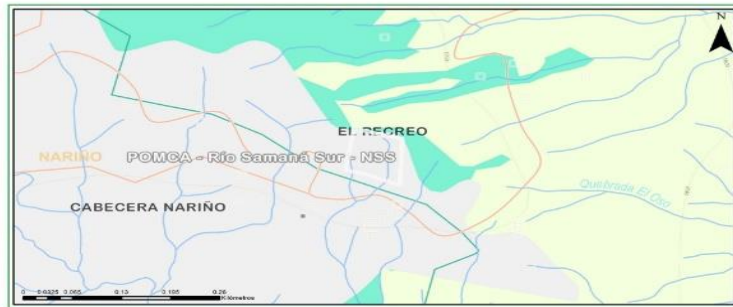 N
EL RECREO
NARIÑO
POMCA - Río Samaná Sur - NSS
Quebrada El Oso
CABECERA NARIÑO
0 0.0325 0.065 0.13 0.195 0.26
Kilómetros